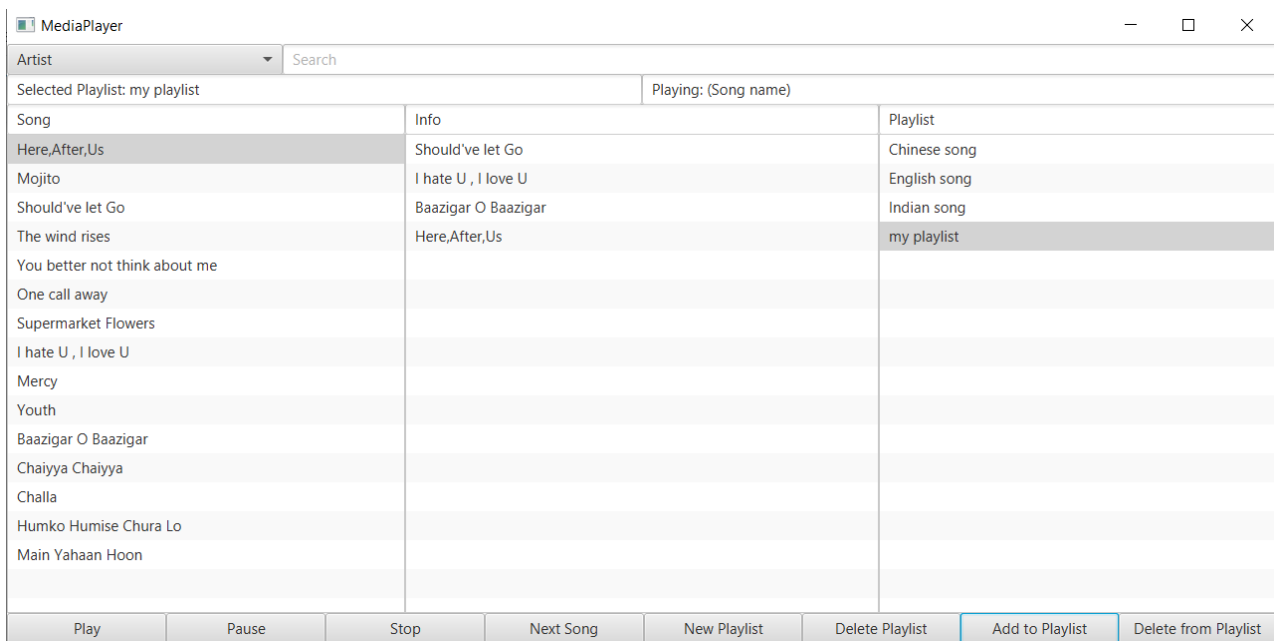 MediaPlayer
Artist Search
Selected Playlist: my playlist Playing: (Song name)
Song Info Playlist
Here,After,Us Should've let Go Chinese song
Mojito I hate U , I love U English song
Should've let Go Baazigar O Baazigar Indian song
The wind rises Here,After,Us my playlist
You better not think about me
One call away
Supermarket Flowers
I hate U , I love U
Mercy
Youth
Baazigar O Baazigar
Chaiyya Chaiyya
Challa
Humko Humise Chura Lo
Main Yahaan Hoon
Play Pause Stop Next Song New Playlist Delete Playlist Add to Playlist Delete from Playlist